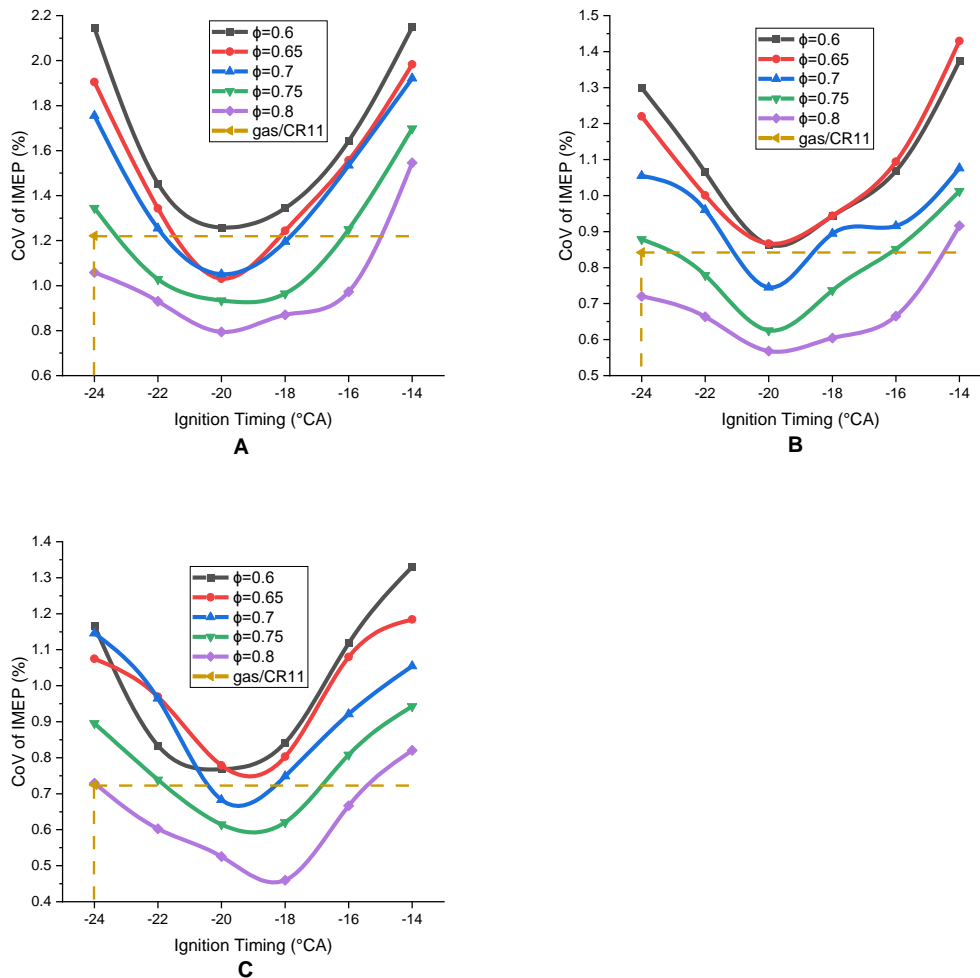 2.2
2.0
1.8
1.6
1.4
1.2
1.0
0.8
0.6
CoV of IMEP (%)
ϕ=0.6
ϕ=0.65
ϕ=0.7
ϕ=0.75
ϕ=0.8
gas/CR11
-24 -22 -20 -18 -16 -14
Ignition Timing (°CA)
A
1.5
1.4
1.3
1.2
1.1
1.0
0.9
0.8
0.7
0.6
0.5
CoV of IMEP (%)
ϕ=0.6
ϕ=0.65
ϕ=0.7
ϕ=0.75
ϕ=0.8
gas/CR11
-24 -22 -20 -18 -16 -14
Ignition Timing (°CA)
B
1.4
1.3
1.2
1.1
1.0
0.9
0.8
0.7
0.6
0.5
0.4
CoV of IMEP (%)
ϕ=0.6
ϕ=0.65
ϕ=0.7
ϕ=0.75
ϕ=0.8
gas/CR11
-24 -22 -20 -18 -16 -14
Ignition Timing (°CA)
C